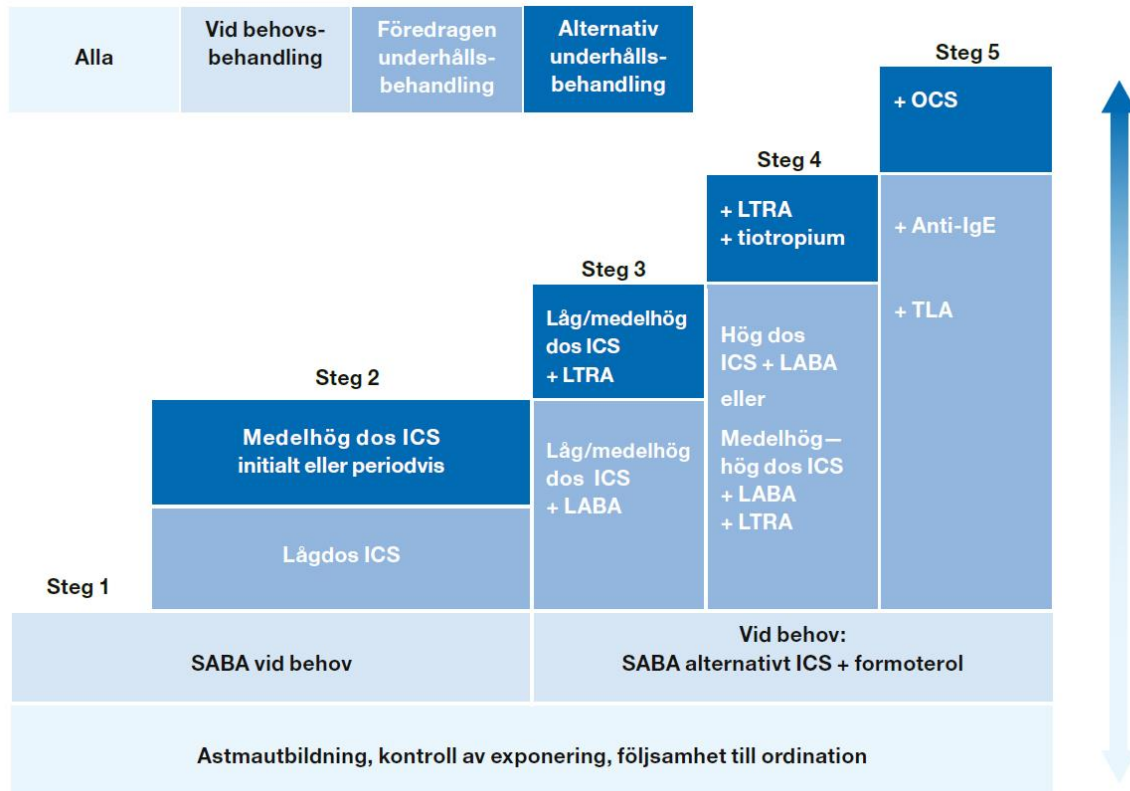 Alla
Vid behovs-
behandling
Föredragen
underhålls-
behandling
Alternativ
underhålls-
behandling
Steg 5
+ OCS
+ Anti-IgE
+ TLA
Steg 4
+ LTRA
+ tiotropium
Hög dos
ICS + LABA
eller
Medelhög—
hög dos ICS
+ LABA
+ LTRA
Steg 3
Låg/medelhög
dos ICS
+ LTRA
Låg/medelhög
dos ICS
+ LABA
Steg 2
Medelhög dos ICS
initialt eller periodvis
Lågdos ICS
Steg 1
SABA vid behov
Vid behov:
SABA alternativt ICS + formoterol
Astmautbildning, kontroll av exponering, följsamhet till ordination